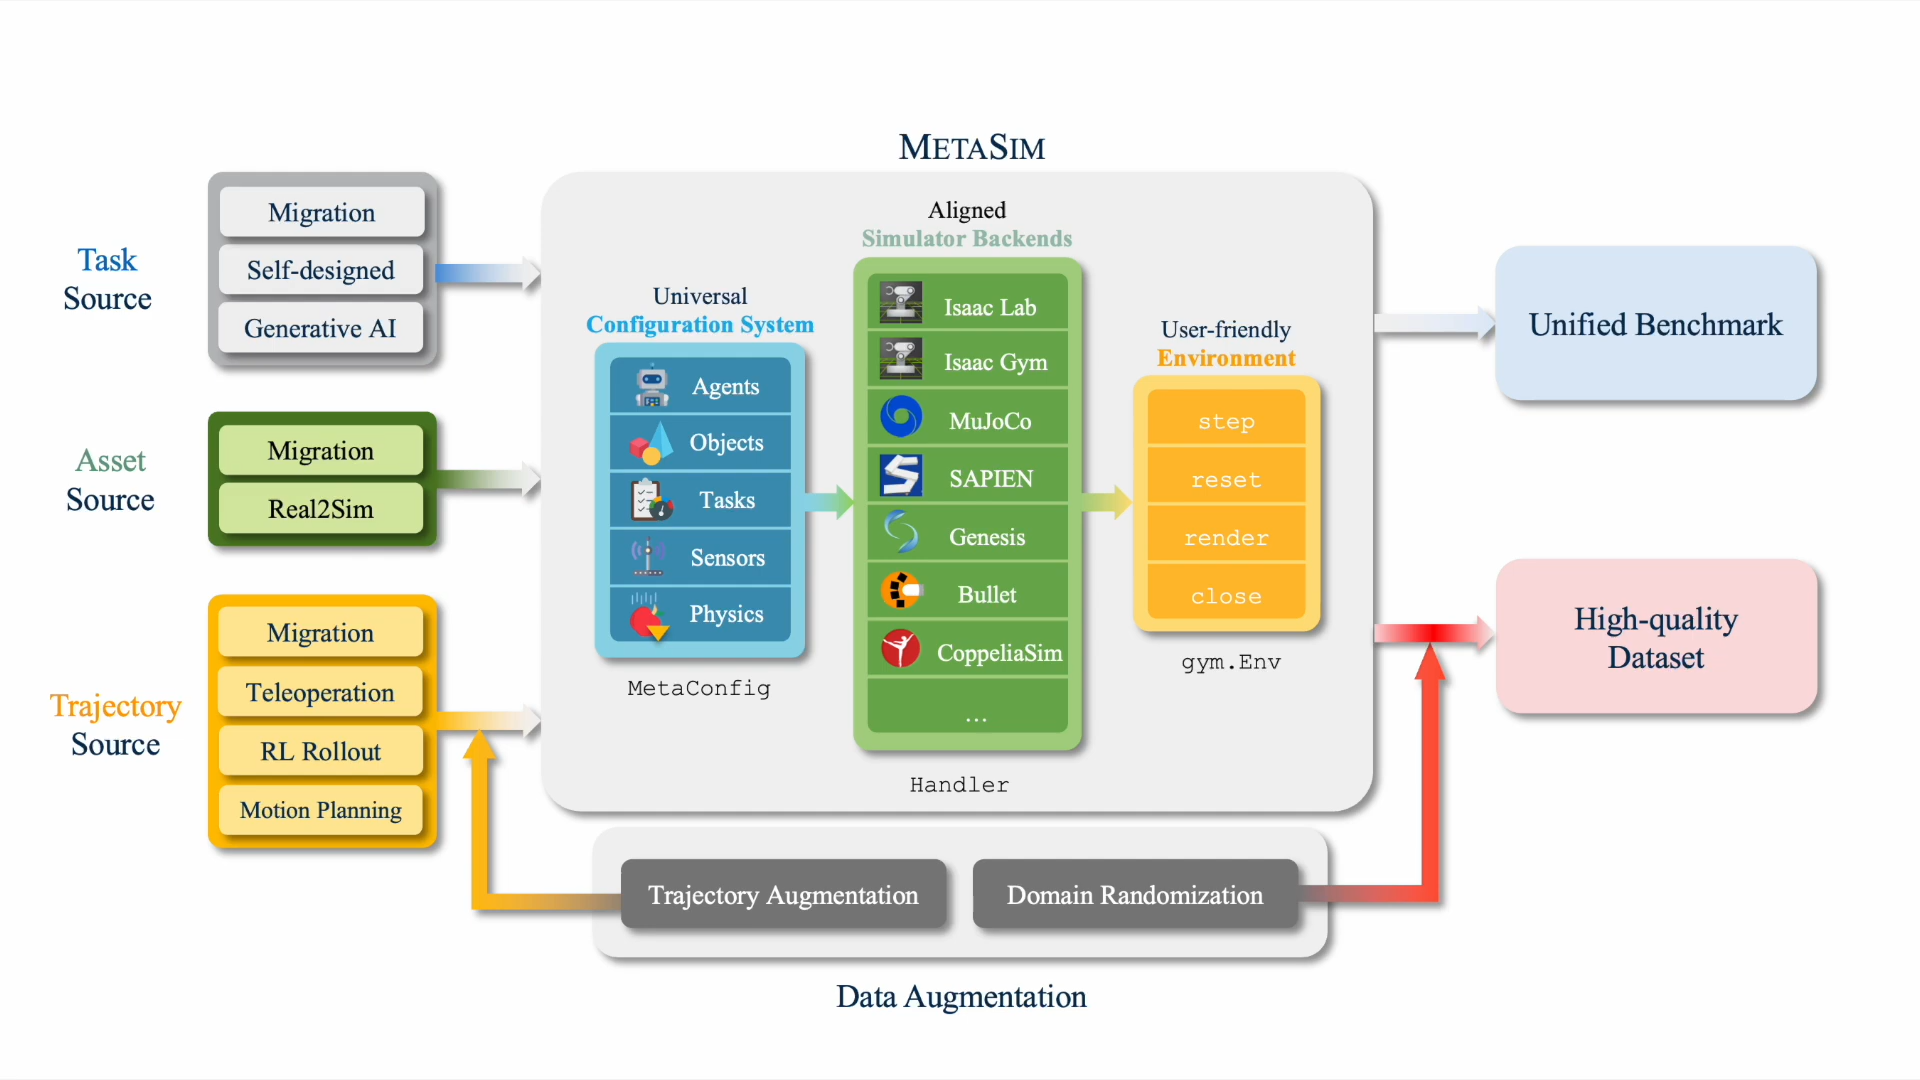 METASIM
Task
Source
Migration
Self-designed
Generative AI
Asset
Source
Migration
Real2Sim
Trajectory
Source
Migration
Teleoperation
RL Rollout
Motion Planning
Universal
Configuration System
Agents
Objects
Tasks
Sensors
Physics
MetaConfig
Aligned
Simulator Backends
Isaac Lab
Isaac Gym
MuJoCo
SAPIEN
Genesis
Bullet
CoppeliaSim
...
Handler
User-friendly
Environment
step
reset
render
close
gym.Env
Unified Benchmark
High-quality
Dataset
Trajectory Augmentation
Domain Randomization
Data Augmentation